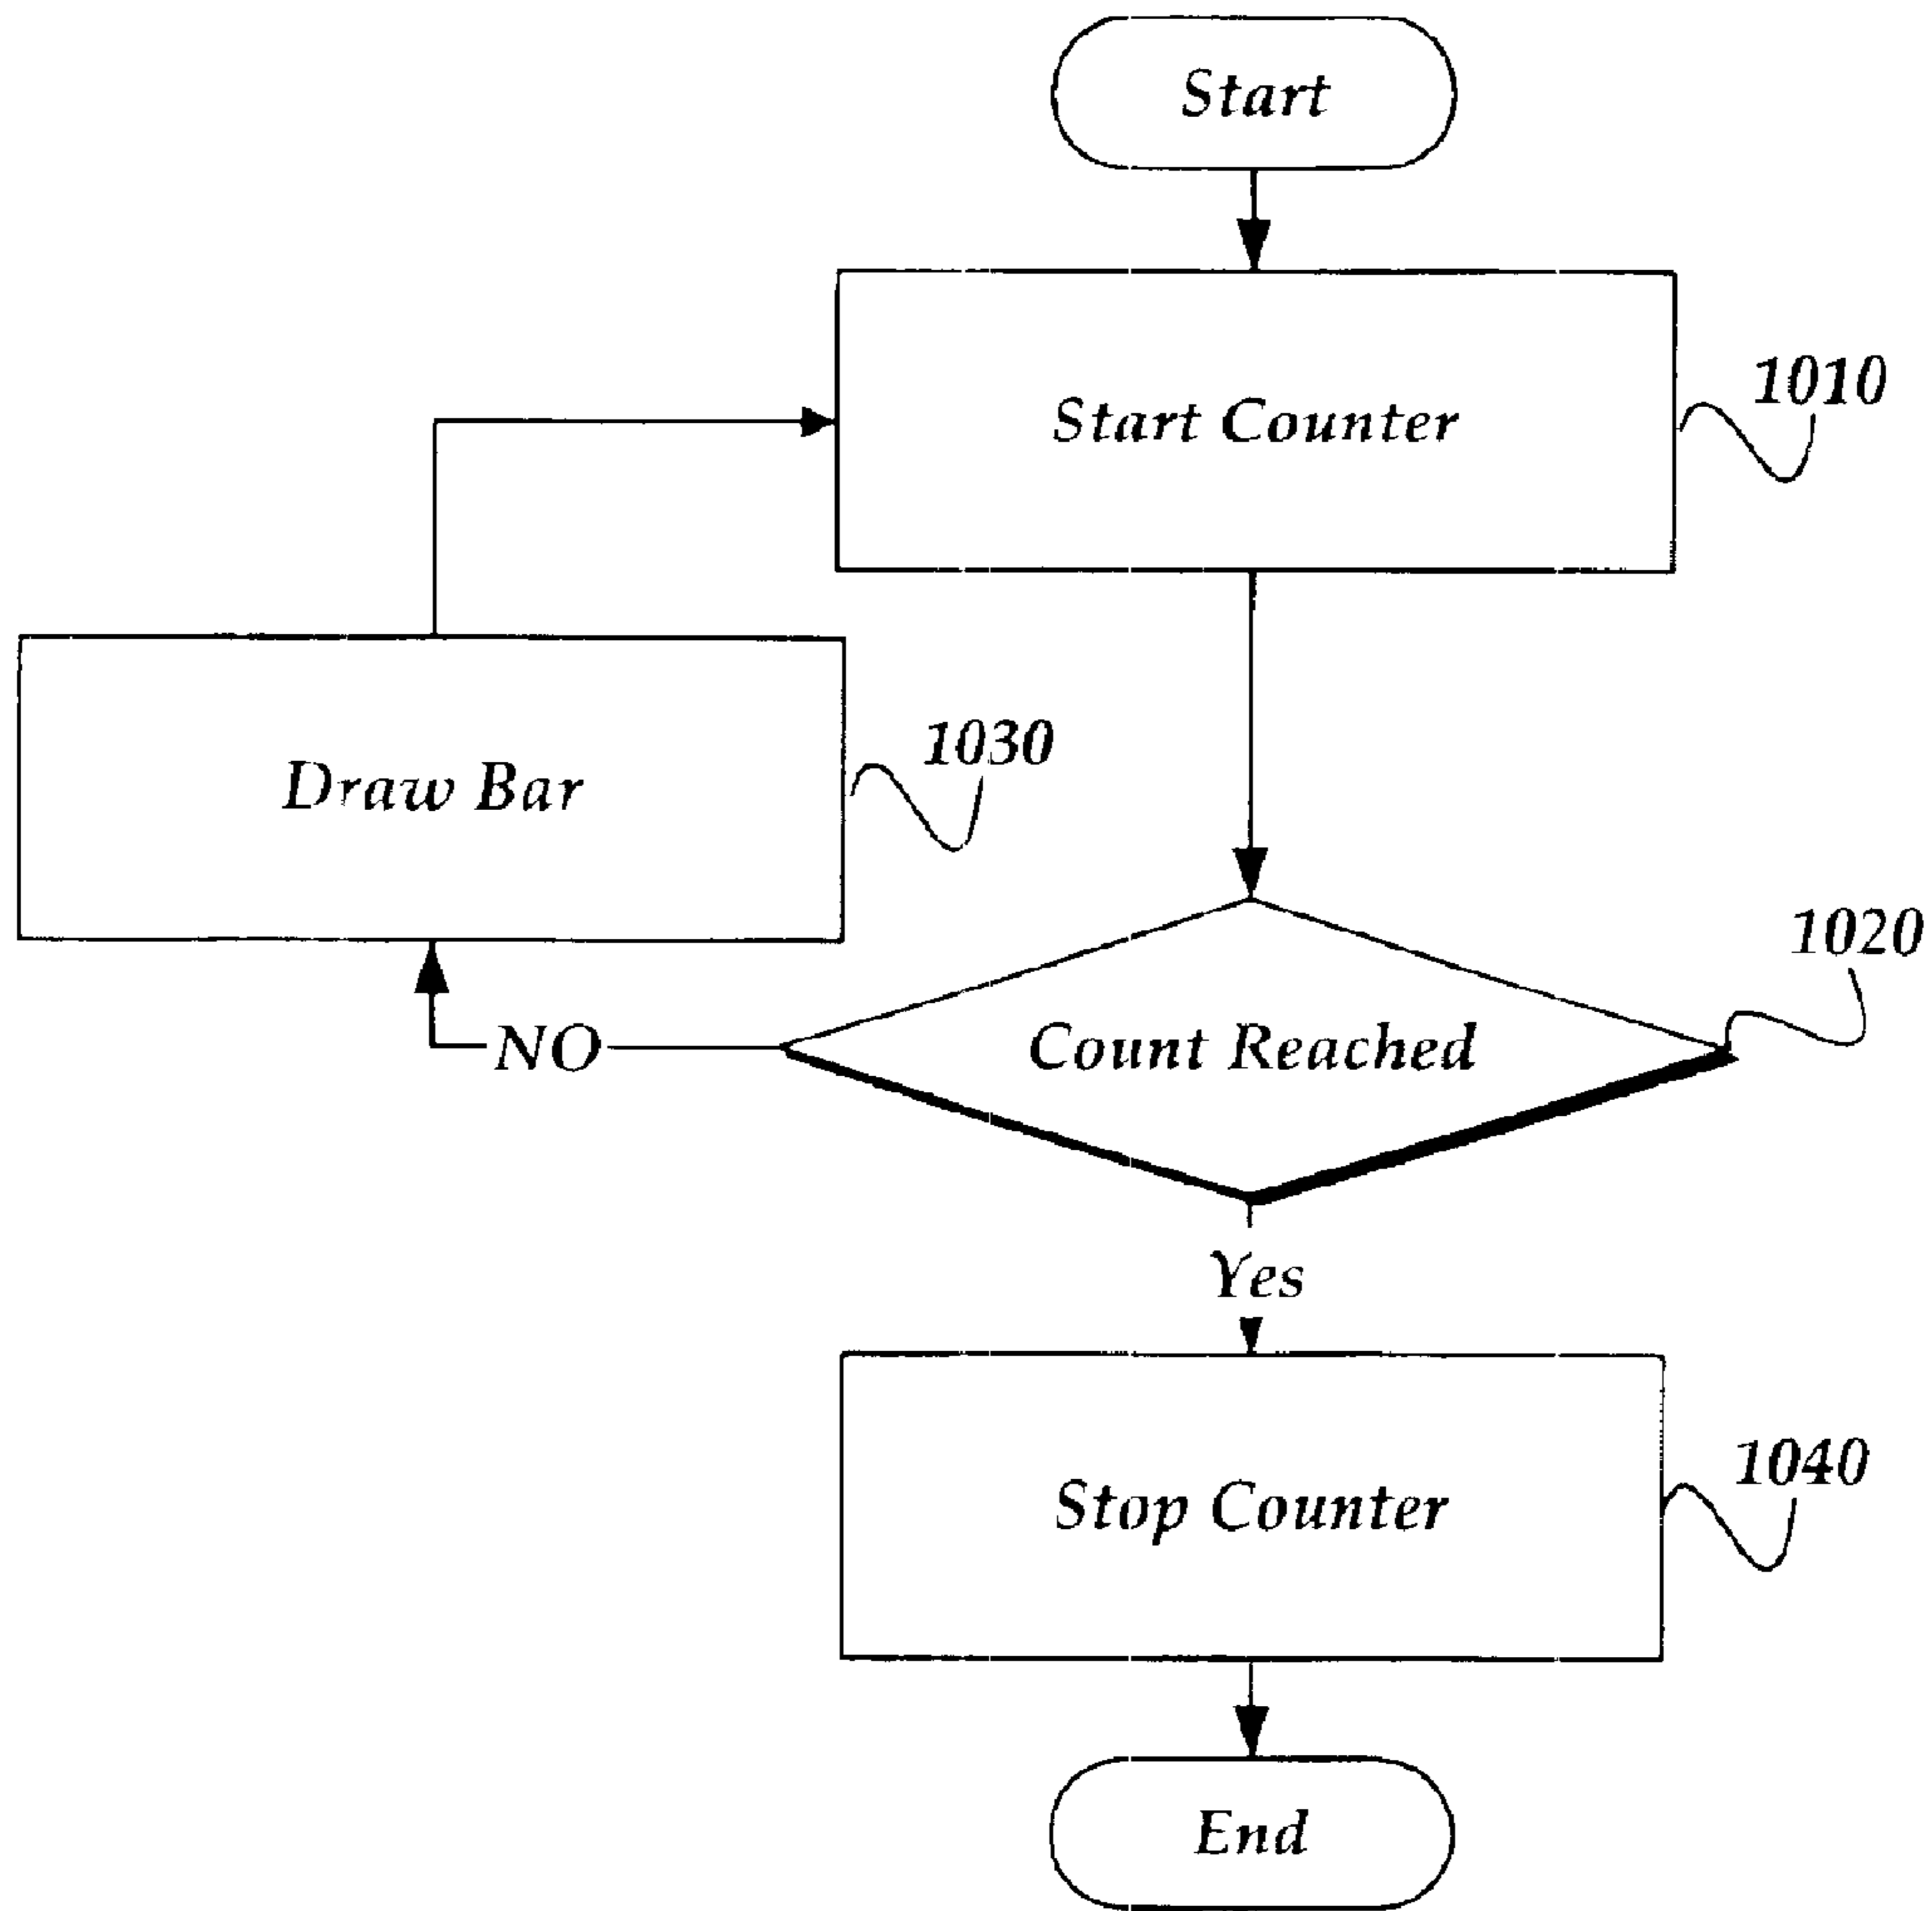 Start
Start Counter
1010
Draw Bar
1030
Count Reached
1020
NO
Yes
Stop Counter
1040
End